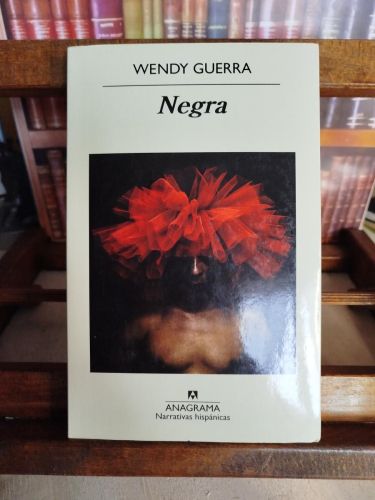 WENDY GUERRA
Negra
ANAGRAMA
Narrativas hispánicas